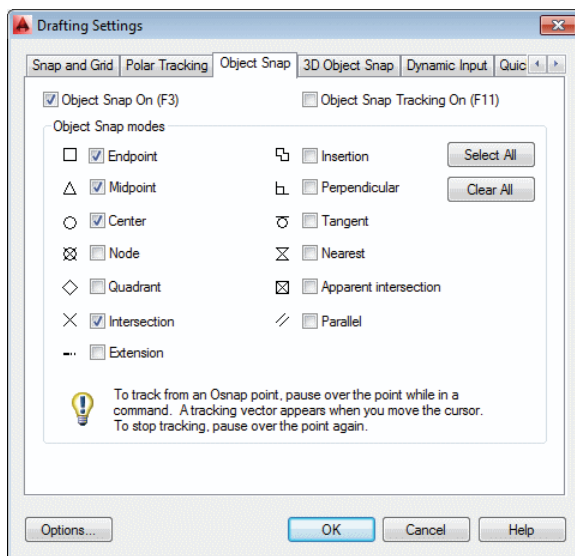 Drafting Settings
Snap and Grid Polar Tracking Object Snap 3D Object Snap Dynamic Input Quic
Object Snap On (F3) Object Snap Tracking On (F11)
Object Snap modes
Endpoint Insertion Select All
Midpoint Perpendicular Clear All
Center Tangent
Node Nearest
Quadrant Apparent intersection
Intersection Parallel
Extension
To track from an Osnap point, pause over the point while in a
command. A tracking vector appears when you move the cursor.
To stop tracking, pause over the point again.
Options... OK Cancel Help